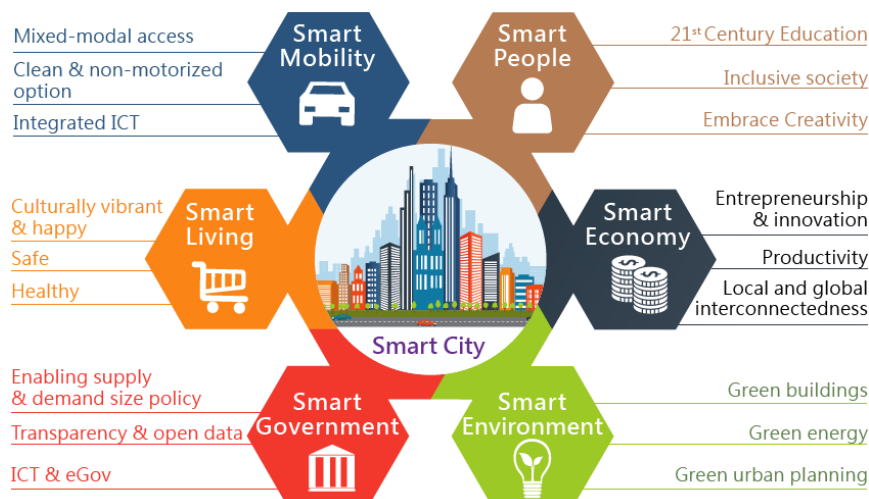 Mixed-modal access
Clean & non-motorized
option
Integrated ICT
Smart
Mobility
Smart
People
21st Century Education
Inclusive society
Embrace Creativity
Culturally vibrant
& happy
Safe
Healthy
Smart
Living
Smart
Economy
Entrepreneurship
& innovation
Productivity
Local and global
interconnectedness
Smart City
Enabling supply
& demand size policy
Transparency & open data
ICT & eGov
Smart
Government
Smart
Environment
Green buildings
Green energy
Green urban planning